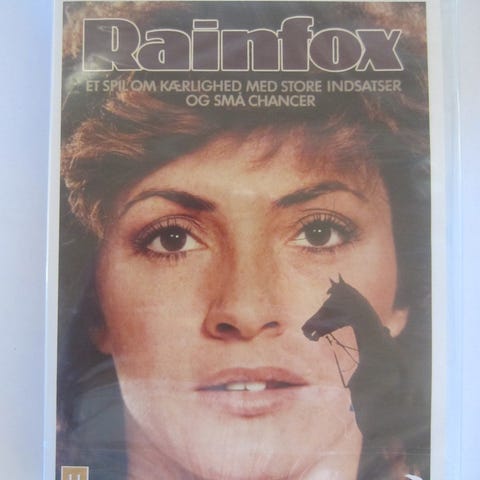 Rainfox
ET SPIL OM KÆRLIGHED MED STORE INDSATSER
OG SMÅ CHANCER